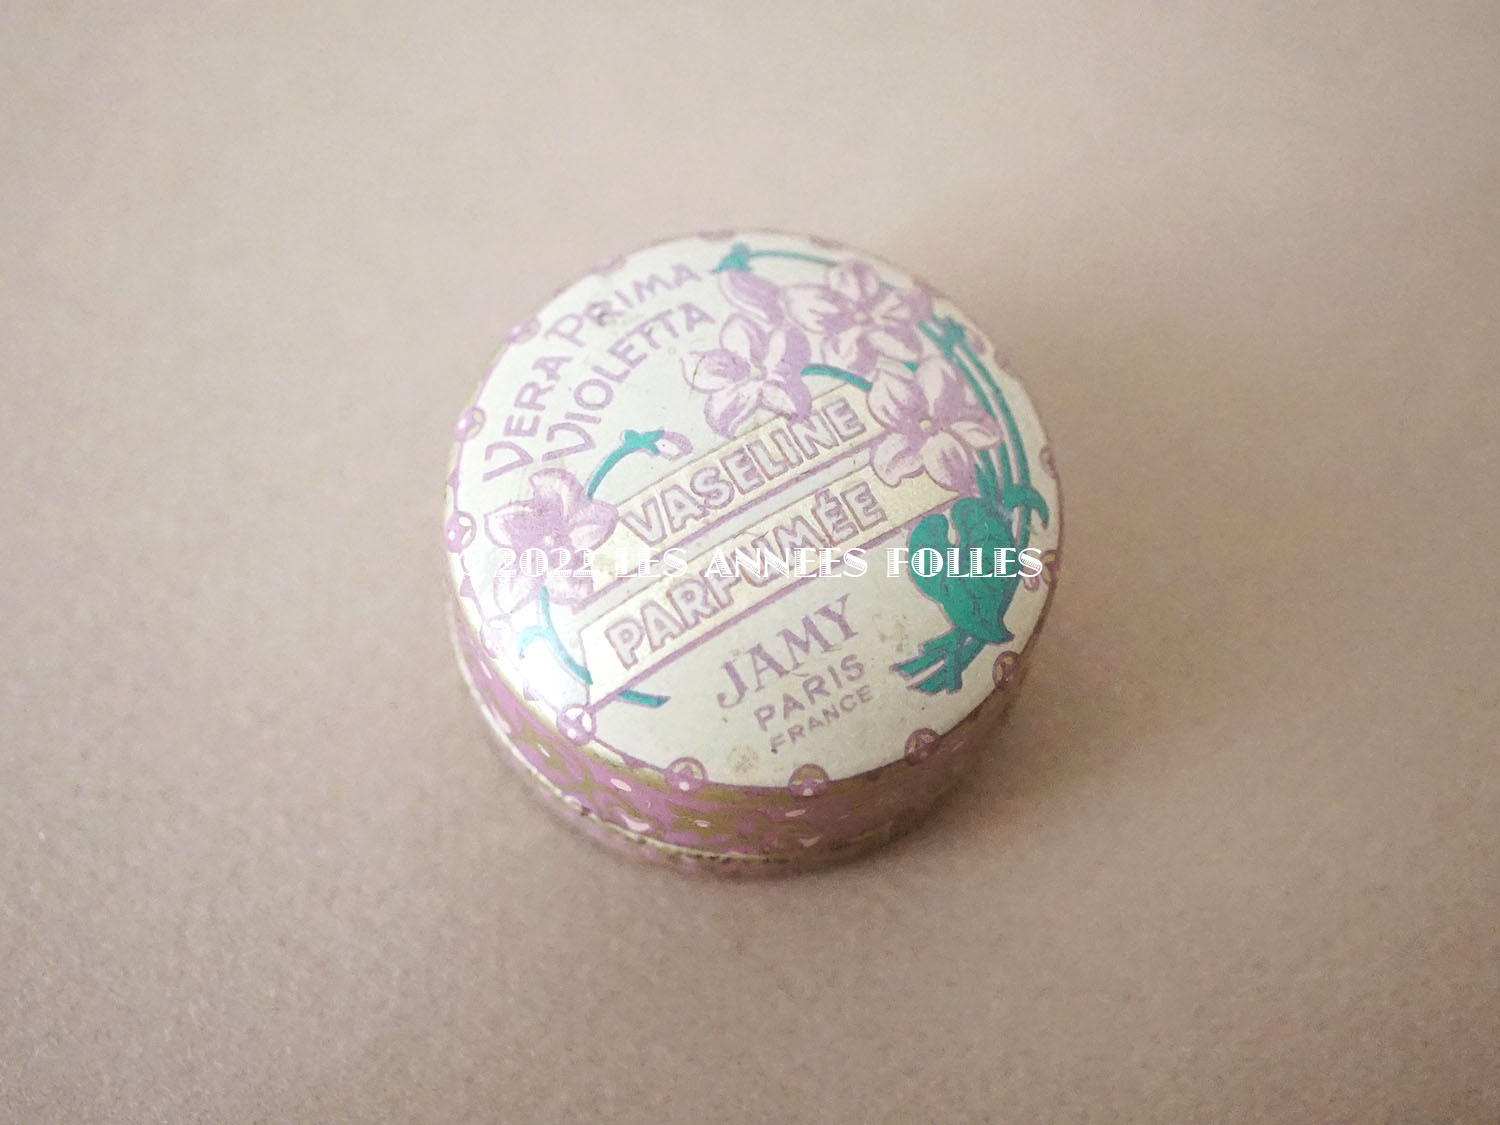 VERA PRIMA
VIOLETTA
VASELINE
PARFUMÉE
© 2022 LES ANNEES FOLLES
JAMY
PARIS
FRANCE